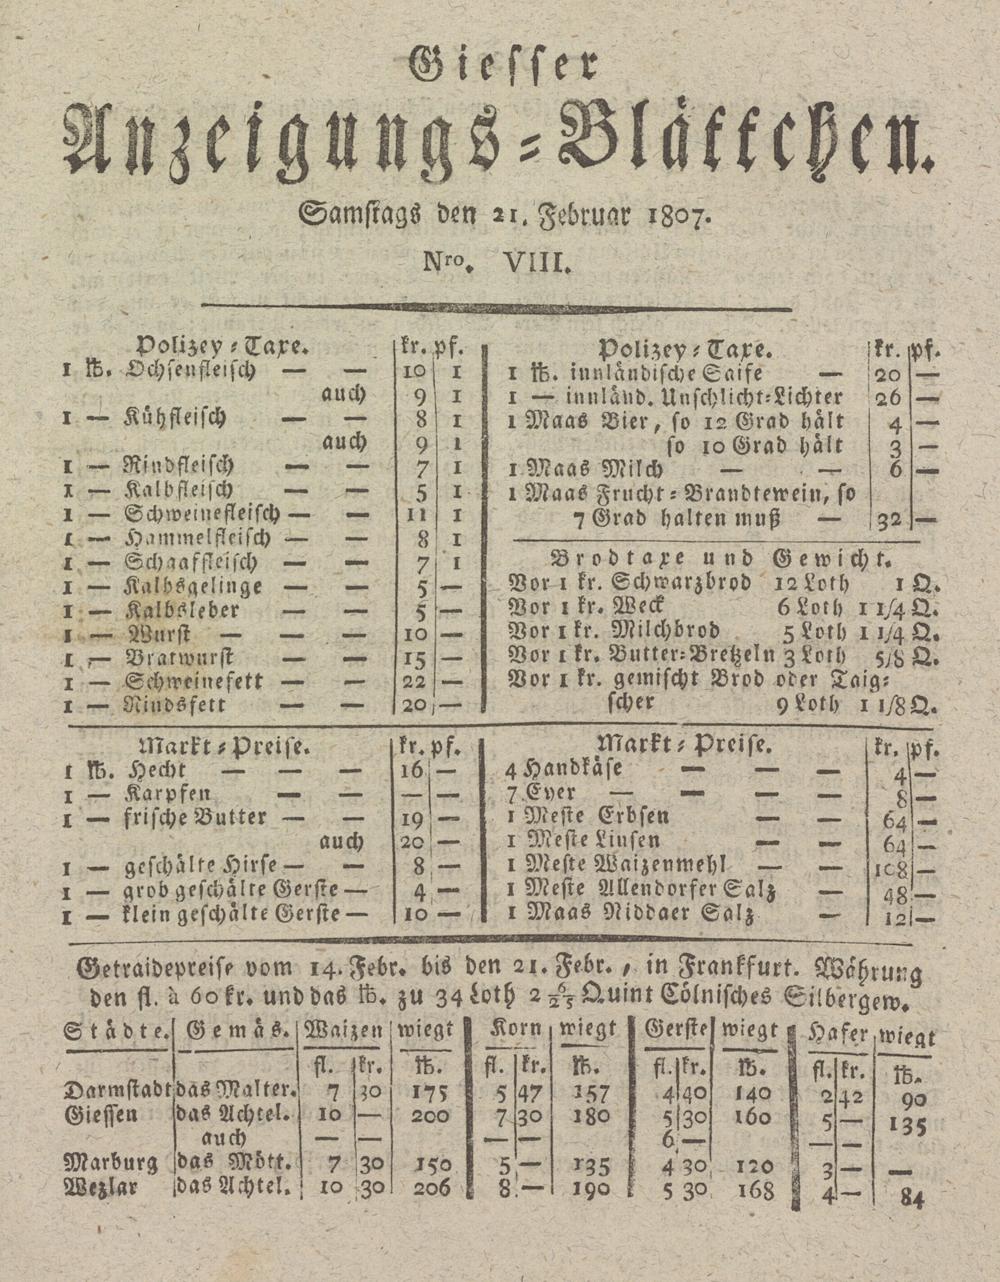 Giesser
Anzeigungs-Blättchen.
Samstags den 21. Februar 1807.
Nro. VIII.
Polizey-Taxe. kr. pf.
1 ℔. Ochsenfleisch — — 10 1
auch 9 1
1 — Kühfleisch — — 8 1
auch 9 1
1 — Rindfleisch — — 7 1
1 — Kalbfleisch — — 5 1
1 — Schweinefleisch — — 11 1
1 — Hammelfleisch — — 8 1
1 — Schaaffleisch — — 7 1
1 — Kalbsgelinge — — 5 —
1 — Kalbsleber — — 5 —
1 — Wurst — — — 10 —
1 — Bratwurst — — 15 —
1 — Schweinefett — — 22 —
1 — Rindsfett — — 20 —
Polizey-Taxe. kr. pf.
1 ℔. innländische Saife — 20 —
1 — innländ. Unschlicht-Lichter 26 —
1 Maas Bier, so 12 Grad hält 4 —
so 10 Grad hält 3 —
1 Maas Milch — — 6 —
1 Maas Frucht-Brandtewein, so
7 Grad halten muß — 32 —
Brodtaxe und Gewicht.
Vor 1 kr. Schwarzbrod 12 Loth 1 Q.
Vor 1 kr. Weck 6 Loth 1 1/4 Q.
Vor 1 kr. Milchbrod 5 Loth 1 1/4 Q.
Vor 1 kr. Butter-Bretzeln 3 Loth 5/8 Q.
Vor 1 kr. gemischt Brod oder Taig-
scher 9 Loth 1 1/8 Q.
Markt-Preise. kr. pf.
1 ℔. Hecht — — — 16 —
1 — Karpfen — — — —
1 — frische Butter — — 19 —
auch 20 —
1 — geschälte Hirse — — 8 —
1 — grob geschälte Gerste — 4 —
1 — klein geschälte Gerste — 10 —
Markt-Preise. kr. pf.
4 Handkäse — — — 4 —
7 Eyer — — — — 8 —
1 Meste Erbsen — — 64 —
1 Meste Linsen — — 64 —
1 Meste Waizenmehl — — 108 —
1 Meste Allendorfer Salz — 48 —
1 Maas Niddaer Salz — 12 —
Getraidepreise vom 14. Febr. bis den 21. Febr., in Frankfurt. Währung
den fl. à 60 kr. und das ℔. zu 34 Loth 2 6/25 Quint Cölnisches Silbergew.
Städte. Gemäs. Waizen wiegt Korn wiegt Gerste wiegt Hafer wiegt
fl. kr. ℔. fl. kr. ℔. fl. kr. ℔. fl. kr. ℔.
Darmstadt das Malter. 7 30 175 5 47 157 4 40 140 2 42 90
Giessen das Achtel. 10 — 200 7 30 180 5 30 160 5 — 135
auch — — — — 6 — — —
Marburg das Mött. 7 30 150 5 — 135 4 30 120 3 — —
Wezlar das Achtel. 10 30 206 8 — 190 5 30 168 4 — 84